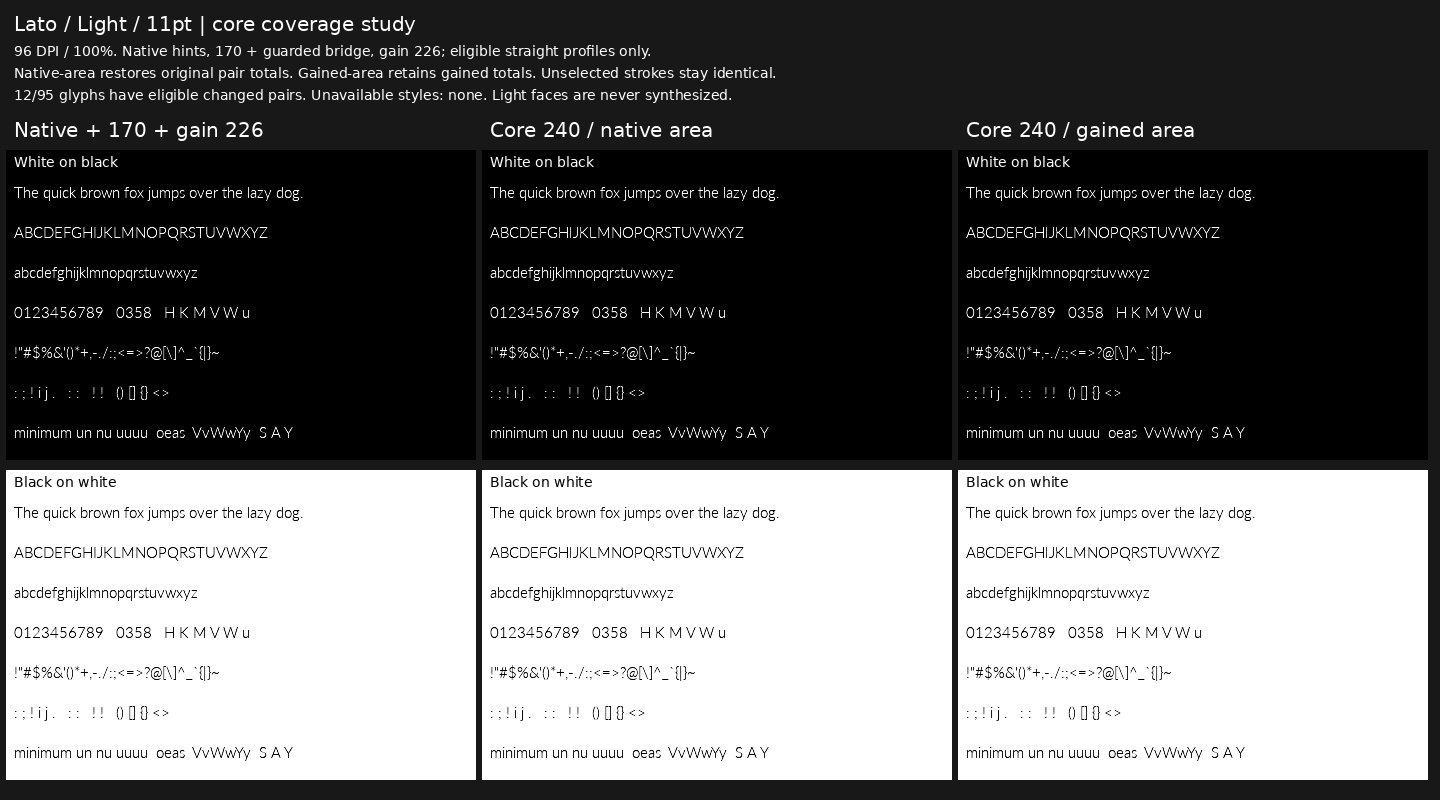 Lato / Light / 11pt | core coverage study
96 DPI / 100%. Native hints, 170 + guarded bridge, gain 226; eligible straight profiles only.
Native-area restores original pair totals. Gained-area retains gained totals. Unselected strokes stay identical.
12/95 glyphs have eligible changed pairs. Unavailable styles: none. Light faces are never synthesized.
Native + 170 + gain 226
White on black
The quick brown fox jumps over the lazy dog.
ABCDEFGHIJKLMNOPQRSTUVWXYZ
abcdefghijklmnopqrstuvwxyz
0123456789   0358   H K M V W u
!"#$%&'()*+,-./:;<=>?@[\]^_`{|}~
: ; ! i j .   : :   ! !   () [] {} <>
minimum un nu uuuu  oeas  VvWwYy  S A Y
Core 240 / native area
White on black
The quick brown fox jumps over the lazy dog.
ABCDEFGHIJKLMNOPQRSTUVWXYZ
abcdefghijklmnopqrstuvwxyz
0123456789   0358   H K M V W u
!"#$%&'()*+,-./:;<=>?@[\]^_`{|}~
: ; ! i j .   : :   ! !   () [] {} <>
minimum un nu uuuu  oeas  VvWwYy  S A Y
Core 240 / gained area
White on black
The quick brown fox jumps over the lazy dog.
ABCDEFGHIJKLMNOPQRSTUVWXYZ
abcdefghijklmnopqrstuvwxyz
0123456789   0358   H K M V W u
!"#$%&'()*+,-./:;<=>?@[\]^_`{|}~
: ; ! i j .   : :   ! !   () [] {} <>
minimum un nu uuuu  oeas  VvWwYy  S A Y
Black on white
The quick brown fox jumps over the lazy dog.
ABCDEFGHIJKLMNOPQRSTUVWXYZ
abcdefghijklmnopqrstuvwxyz
0123456789   0358   H K M V W u
!"#$%&'()*+,-./:;<=>?@[\]^_`{|}~
: ; ! i j .   : :   ! !   () [] {} <>
minimum un nu uuuu  oeas  VvWwYy  S A Y
Black on white
The quick brown fox jumps over the lazy dog.
ABCDEFGHIJKLMNOPQRSTUVWXYZ
abcdefghijklmnopqrstuvwxyz
0123456789   0358   H K M V W u
!"#$%&'()*+,-./:;<=>?@[\]^_`{|}~
: ; ! i j .   : :   ! !   () [] {} <>
minimum un nu uuuu  oeas  VvWwYy  S A Y
Black on white
The quick brown fox jumps over the lazy dog.
ABCDEFGHIJKLMNOPQRSTUVWXYZ
abcdefghijklmnopqrstuvwxyz
0123456789   0358   H K M V W u
!"#$%&'()*+,-./:;<=>?@[\]^_`{|}~
: ; ! i j .   : :   ! !   () [] {} <>
minimum un nu uuuu  oeas  VvWwYy  S A Y